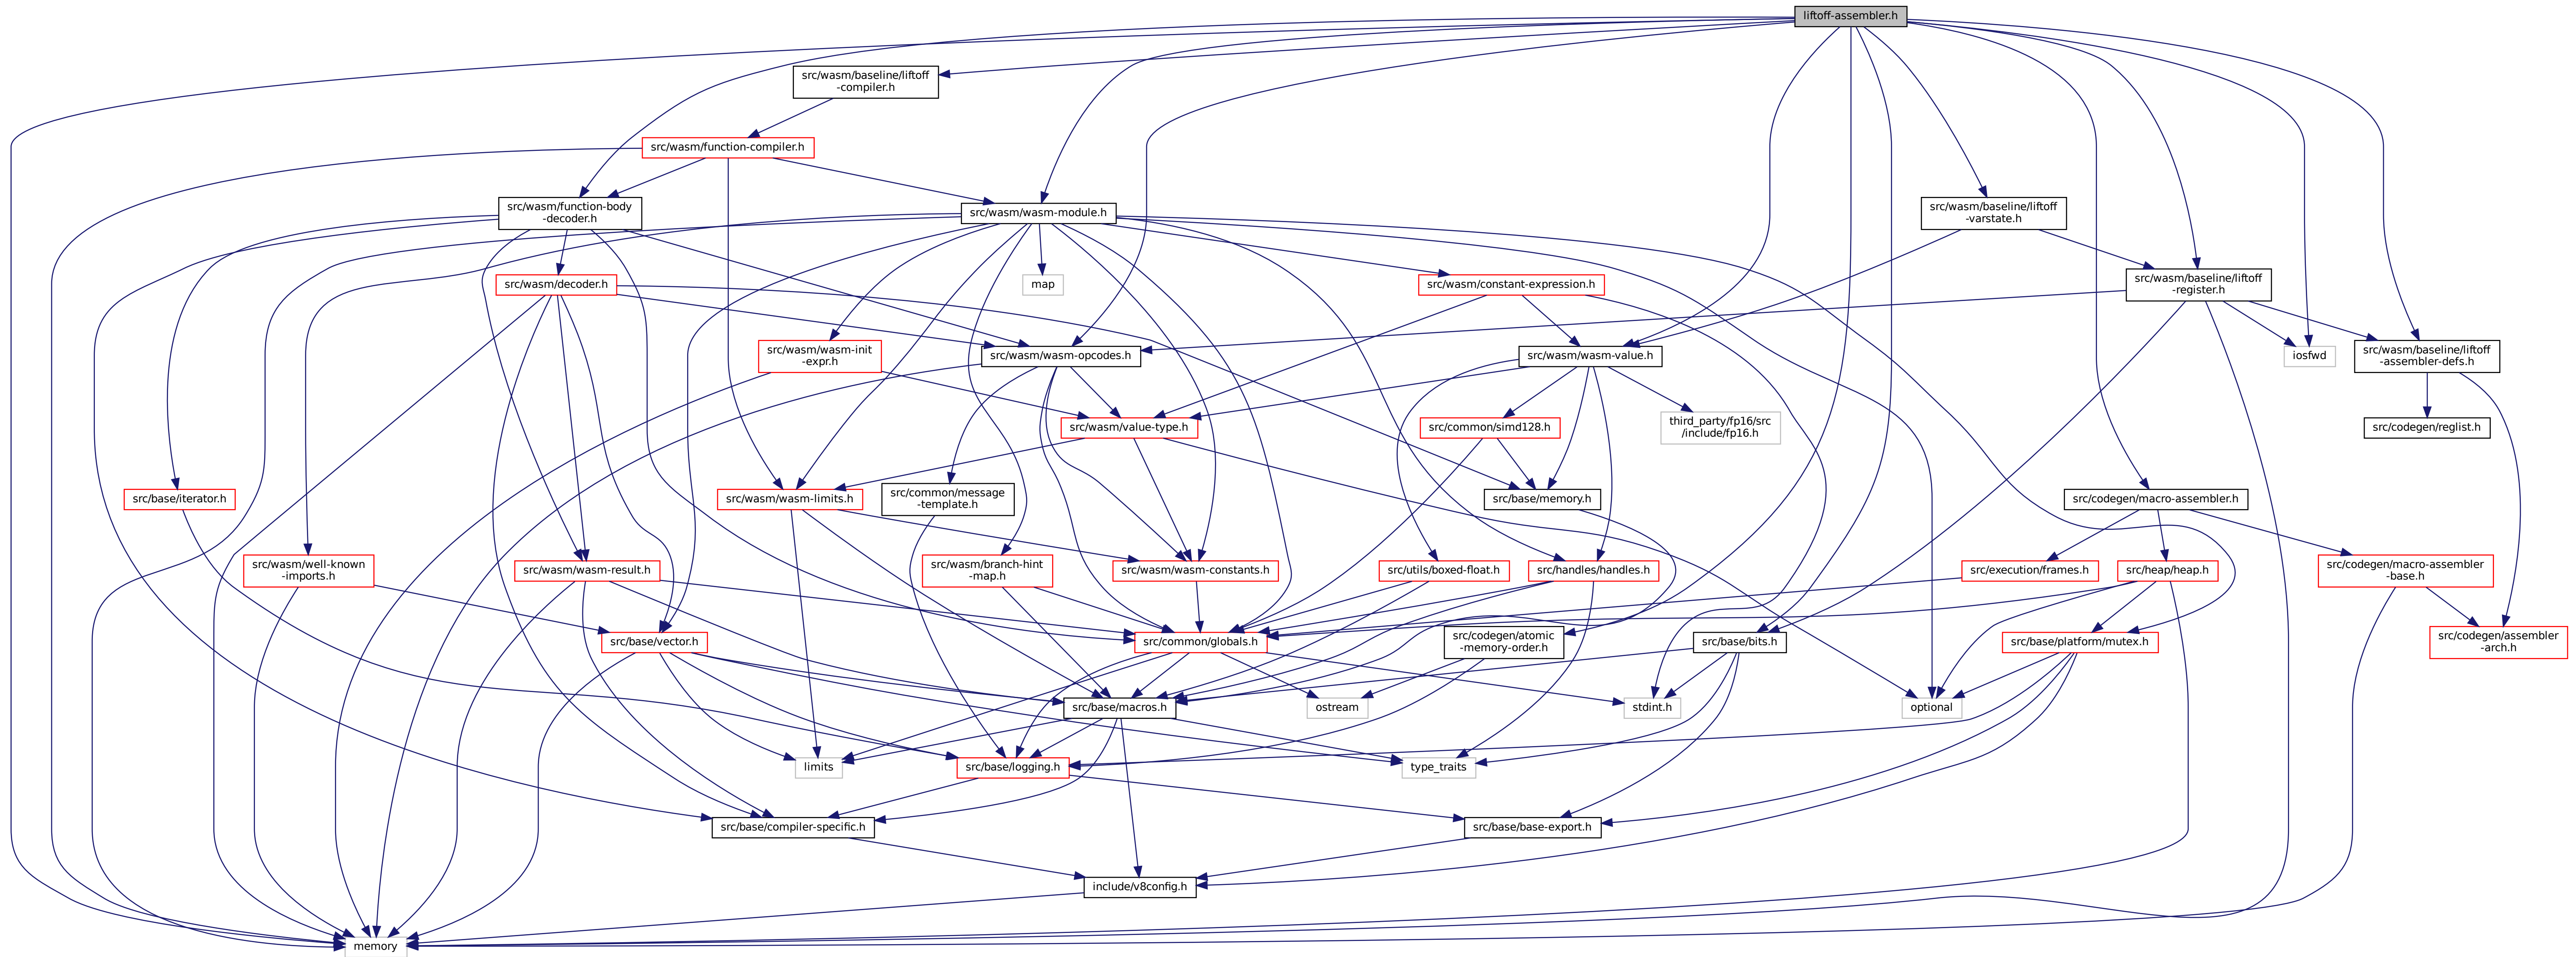 liftoff-assembler.h
src/wasm/baseline/liftoff
-compiler.h
src/wasm/function-compiler.h
src/wasm/function-body
-decoder.h
src/wasm/wasm-module.h
src/wasm/baseline/liftoff
-varstate.h
src/wasm/decoder.h
map
src/wasm/constant-expression.h
src/wasm/baseline/liftoff
-register.h
src/wasm/wasm-init
-expr.h
src/wasm/wasm-opcodes.h
src/wasm/wasm-value.h
iosfwd
src/wasm/baseline/liftoff
-assembler-defs.h
src/wasm/value-type.h
src/common/simd128.h
third_party/fp16/src
/include/fp16.h
src/codegen/reglist.h
src/base/iterator.h
src/wasm/wasm-limits.h
src/common/message
-template.h
src/base/memory.h
src/codegen/macro-assembler.h
src/wasm/well-known
-imports.h
src/wasm/wasm-result.h
src/wasm/branch-hint
-map.h
src/wasm/wasm-constants.h
src/utils/boxed-float.h
src/handles/handles.h
src/execution/frames.h
src/heap/heap.h
src/codegen/macro-assembler
-base.h
src/base/vector.h
src/common/globals.h
src/codegen/atomic
-memory-order.h
src/base/bits.h
src/base/platform/mutex.h
src/codegen/assembler
-arch.h
src/base/macros.h
ostream
stdint.h
optional
limits
src/base/logging.h
type_traits
src/base/compiler-specific.h
src/base/base-export.h
include/v8config.h
memory